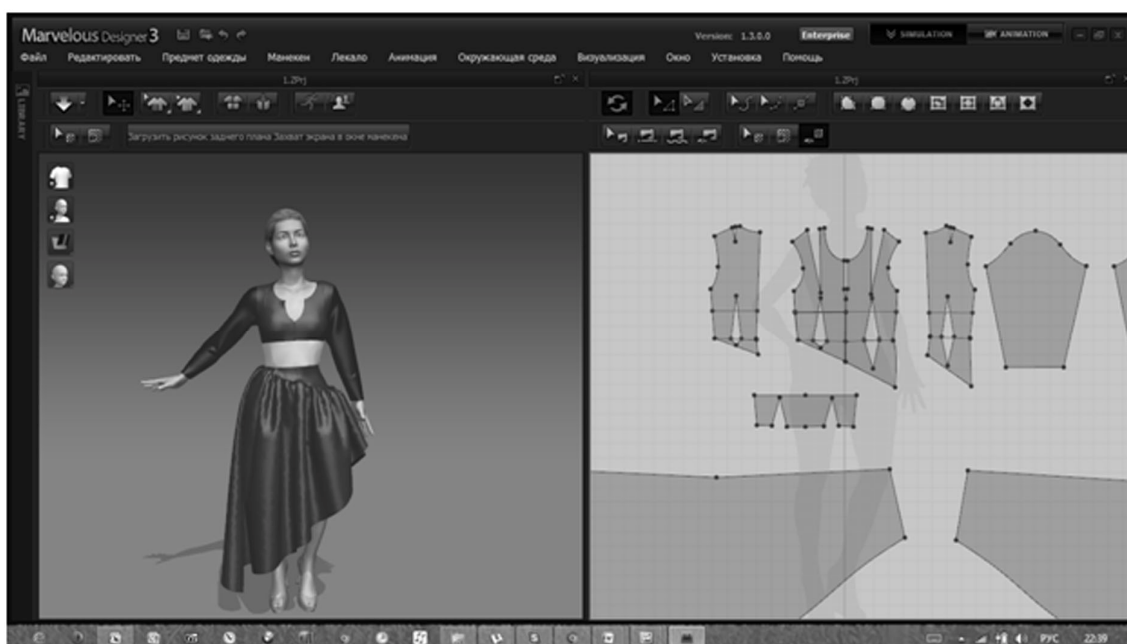 Marvelous Designer 3
Version: 1.3.0.0 Enterprise SIMULATION ANIMATION
Файл Редактировать Предмет одежды Манекен Лекало Анимация Окружающая среда Визуализация Окно Установка Помощь
1.ZPrj 1.ZPrj
LIBRARY
Загрузить рисунок заднего плана Захват экрана в окне манекена
РУС 22:39